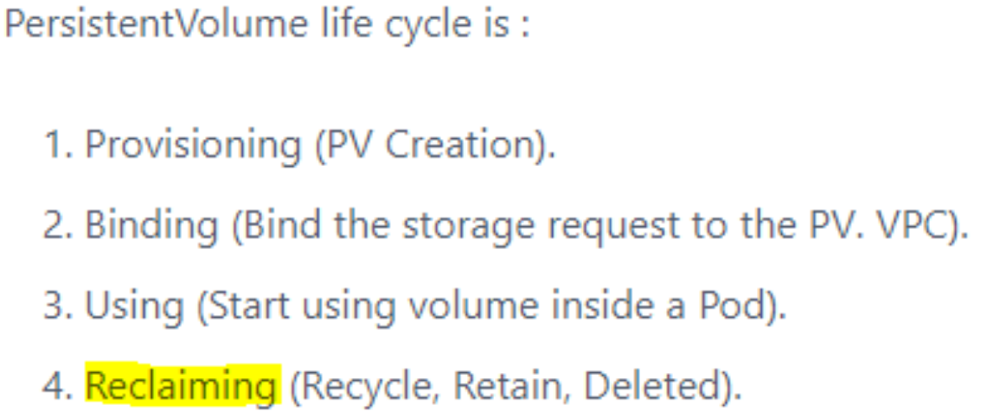 PersistentVolume life cycle is :
1. Provisioning (PV Creation).
2. Binding (Bind the storage request to the PV. VPC).
3. Using (Start using volume inside a Pod).
4. Reclaiming (Recycle, Retain, Deleted).